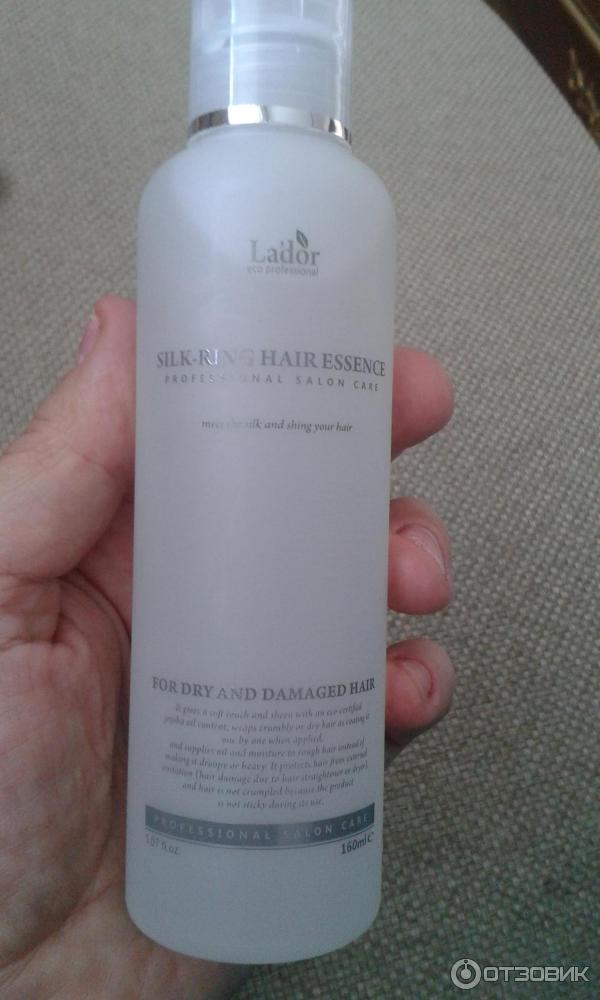 La'dor
eco professional
SILK-RING HAIR ESSENCE
PROFESSIONAL SALON CARE
meet the silk and shing your hair
FOR DRY AND DAMAGED HAIR
It gives a soft touch and sheen with an eco-certified
jojoba oil content, wraps crumbly or dry hair as coating it
one by one when applied,
and supplies oil and moisture to rough hair instead of
making it droopy or heavy. It protects hair from external
irritation [hair damage due to hair straightener or dryer],
and hair is not crumpled because the product
is not sticky during its use.
PROFESSIONAL SALON CARE
5.07 fl.oz.
160ml
ОТЗОВИК